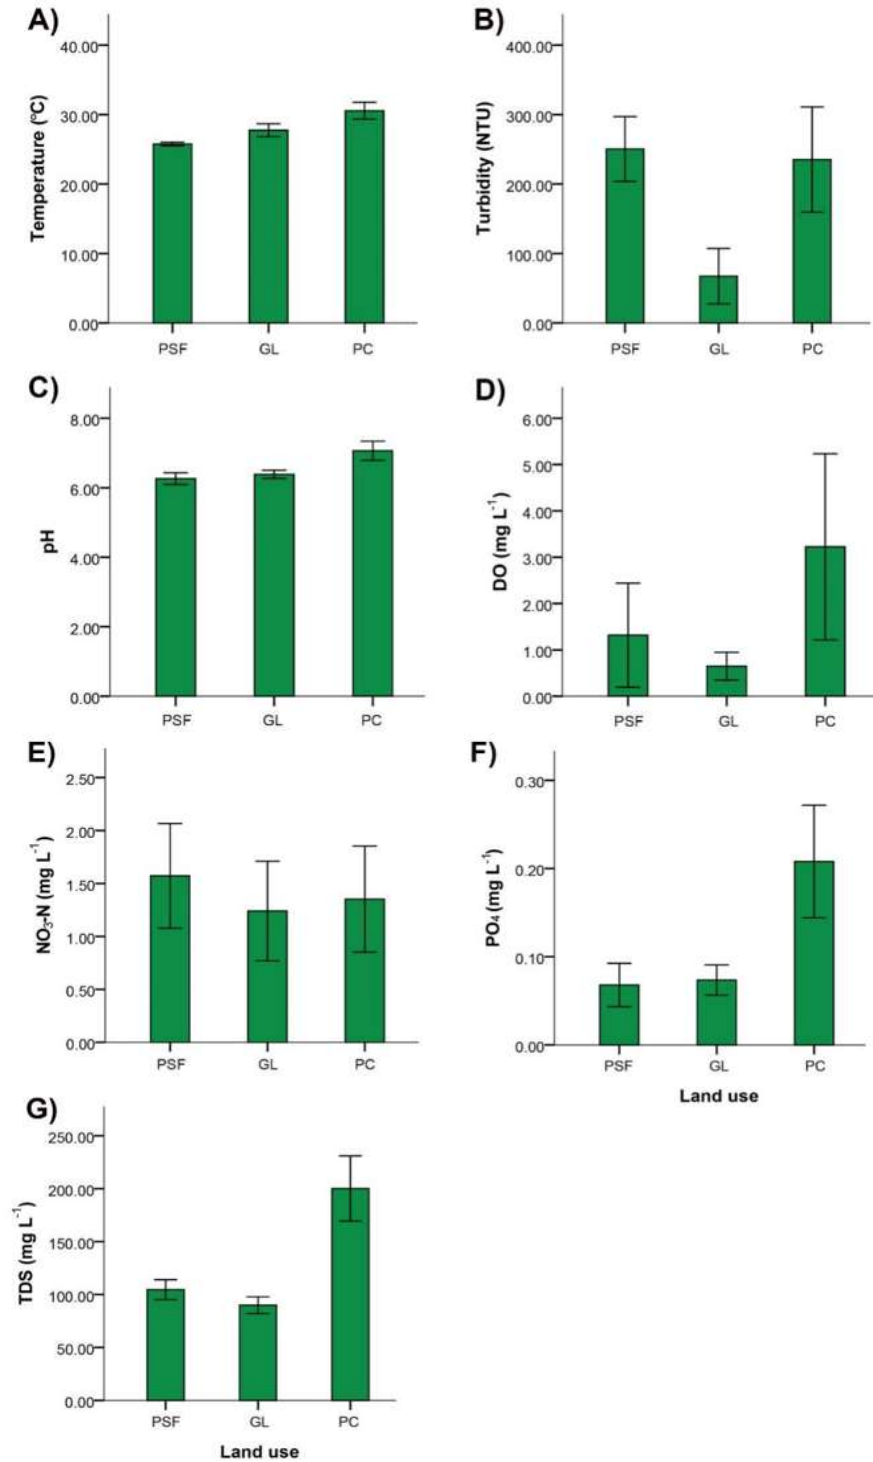 A)
Temperature (°C)
40.00
30.00
20.00
10.00
0.00
PSF GL PC
B)
Turbidity (NTU)
400.00
300.00
200.00
100.00
0.00
PSF GL PC
C)
pH
8.00
6.00
4.00
2.00
0.00
PSF GL PC
D)
DO (mg L⁻¹)
6.00
5.00
4.00
3.00
2.00
1.00
0.00
PSF GL PC
E)
NO₃-N (mg L⁻¹)
2.50
2.00
1.50
1.00
0.50
0.00
PSF GL PC
F)
PO₄ (mg L⁻¹)
0.30
0.20
0.10
0.00
PSF GL PC
Land use
G)
TDS (mg L⁻¹)
250.00
200.00
150.00
100.00
50.00
0.00
PSF GL PC
Land use